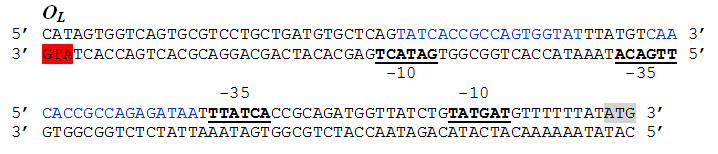 OL
5’ CATAGTGGTCAGTGCGTCCTGCTGATGTGCTCAGTATCACCGCCAGTGGTATTTATGTCAA 3’
3’ GTATCACCAGTCACGCAGGACGACTACACGAGTCATAGTGGCGGTCACCATAAATACAGTT 5’
-10 -35
-35 -10
5’ CACCGCCAGAGATAATTTATCACCGCAGATGGTTATCTGTATGATGTTTTTTATATG 3’
3’ GTGGCGGTCTCTATTAAATAGTGGCGTCTACCAATAGACATACTACAAAAAATATAC 5’